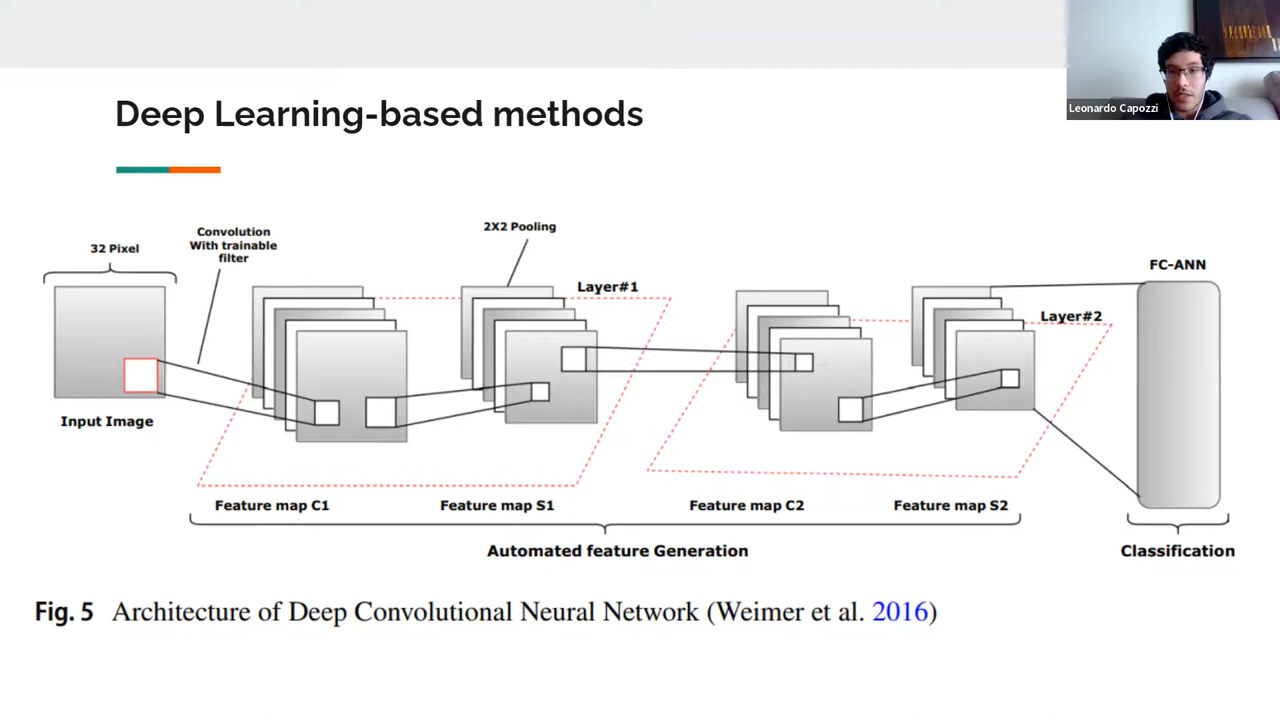 Leonardo Capozzi
Deep Learning-based methods
32 Pixel
Convolution
With trainable
filter
2X2 Pooling
Layer#1
Layer#2
FC-ANN
Input Image
Feature map C1
Feature map S1
Feature map C2
Feature map S2
Automated feature Generation
Classification
Fig. 5 Architecture of Deep Convolutional Neural Network (Weimer et al. 2016)